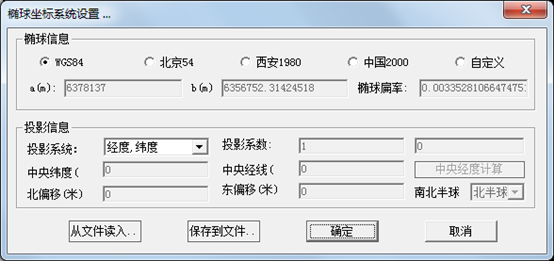 椭球坐标系统设置 ...
椭球信息
WGS84 北京54 西安1980 中国2000 自定义
a(m): 6378137 b(m) 6356752.31424518 椭球扁率: 0.003352810664747
投影信息
投影系统: 经度,纬度 投影系数: 1 0
中央纬度( 0 中央经线( 0 中央经度计算
北偏移(米) 0 东偏移(米) 0 南北半球 北半球
从文件读入.. 保存到文件.. 确定 取消